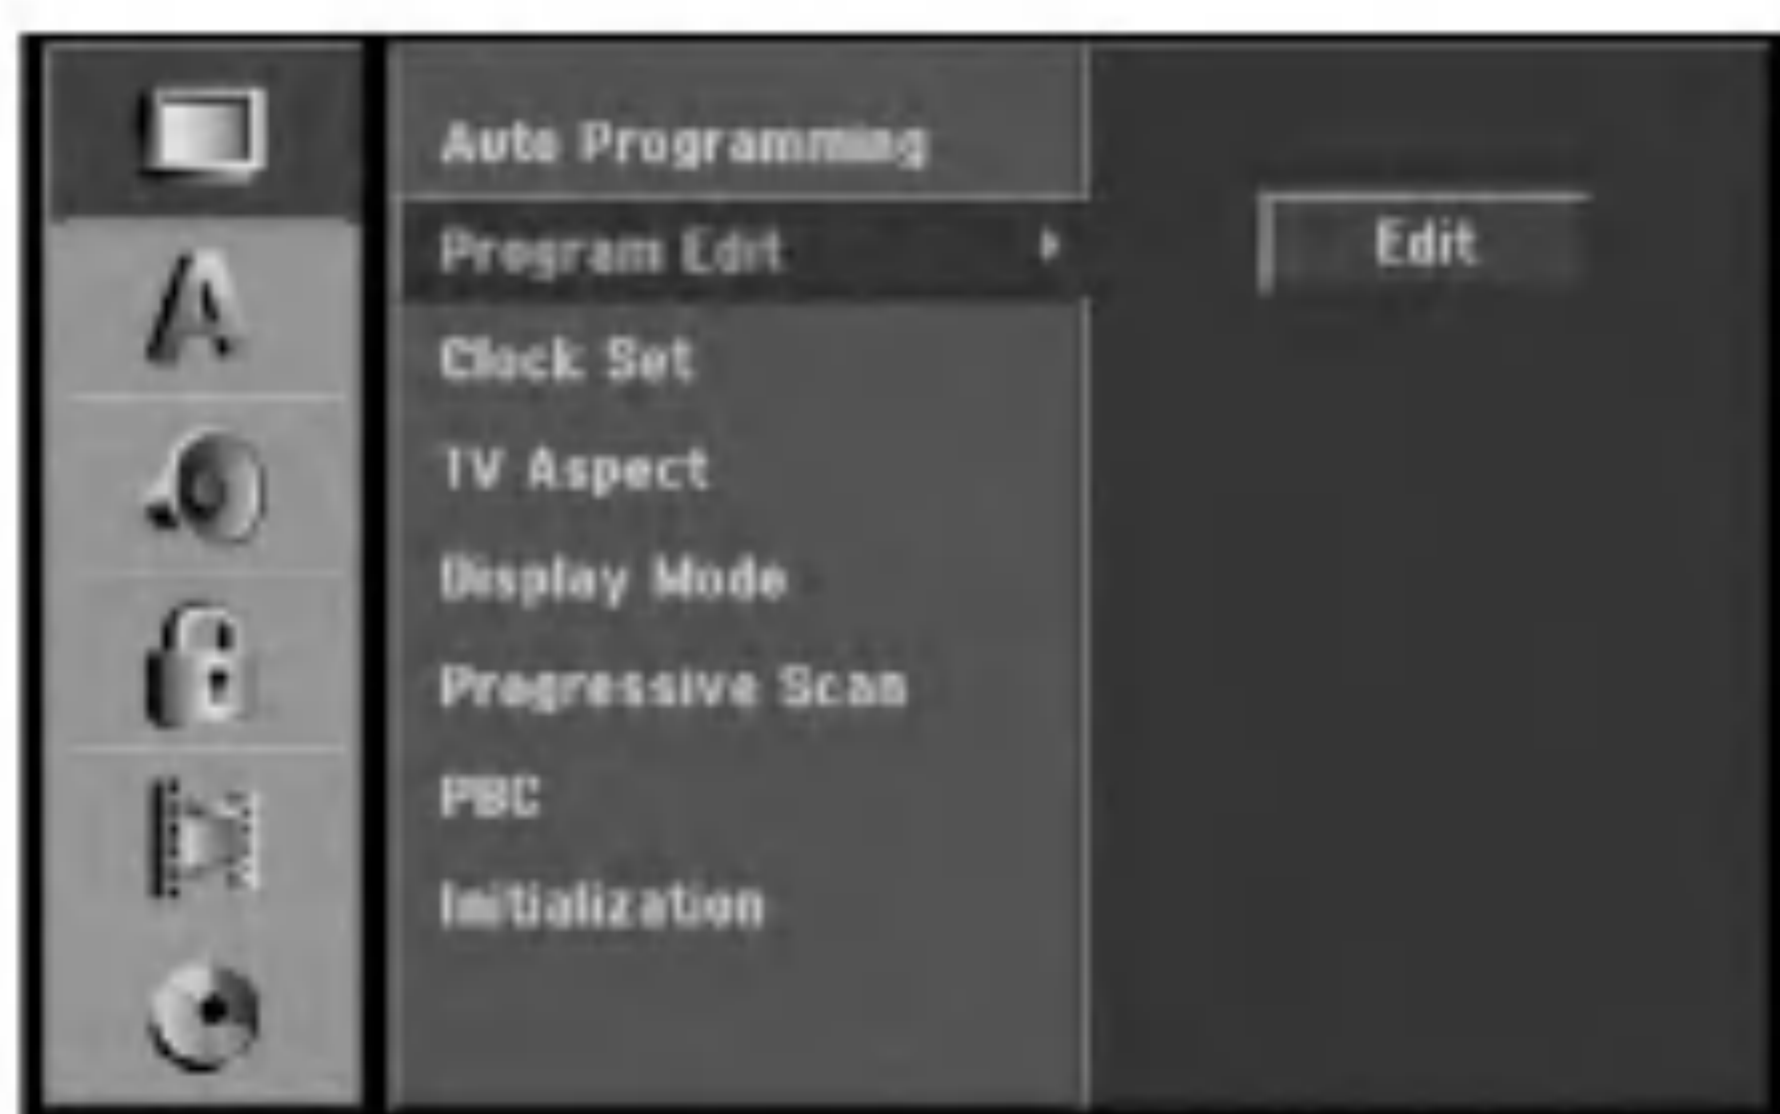 Auto Programming
Program Edit
Edit
Clock Set
TV Aspect
Display Mode
Progressive Scan
PBC
Initialization